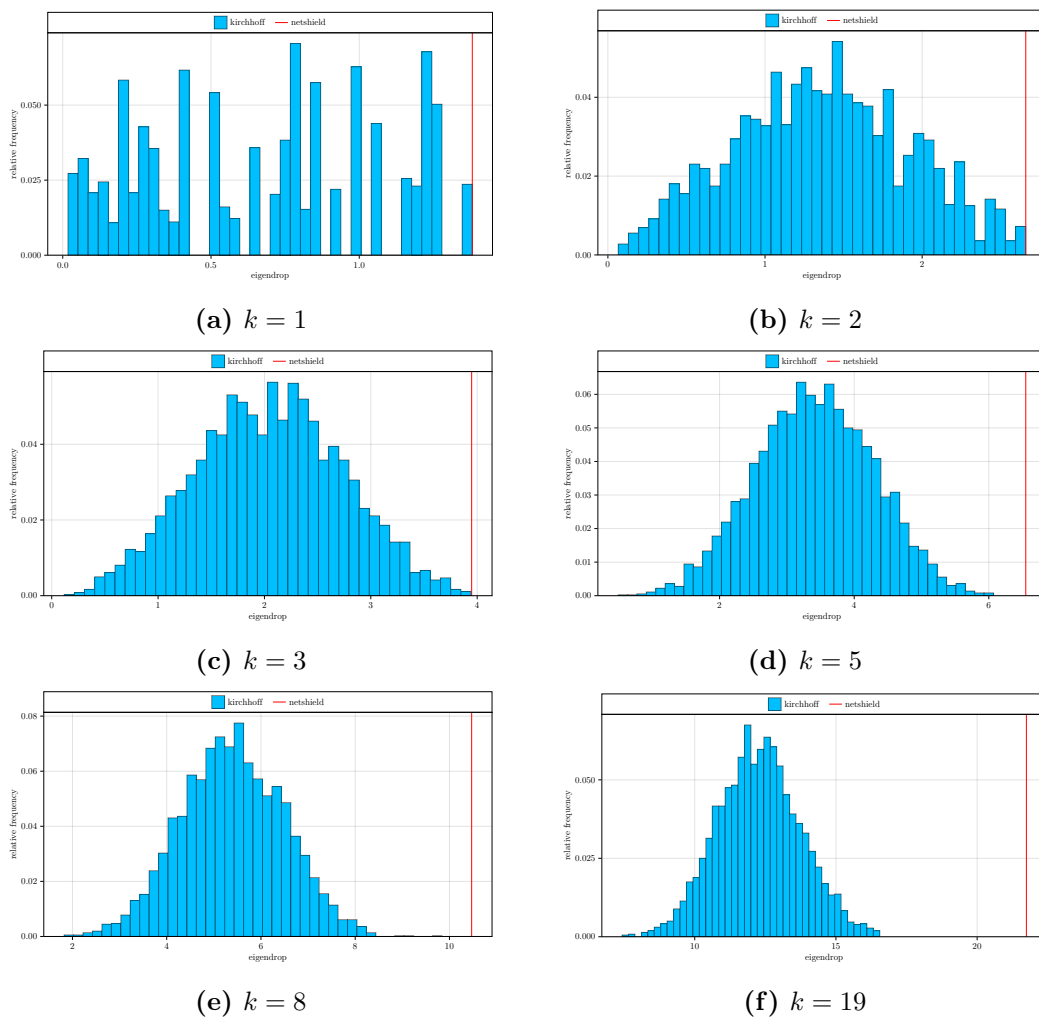 kirchhoff netshield
relative frequency
0.050
0.025
0.000
0.0 0.5 1.0
eigendrop
(a) k = 1
kirchhoff netshield
relative frequency
0.04
0.02
0.00
0 1 2
eigendrop
(b) k = 2
kirchhoff netshield
relative frequency
0.04
0.02
0.00
0 1 2 3 4
eigendrop
(c) k = 3
kirchhoff netshield
relative frequency
0.06
0.05
0.04
0.03
0.02
0.01
0.00
2 4 6
eigendrop
(d) k = 5
kirchhoff netshield
relative frequency
0.08
0.06
0.04
0.02
0.00
2 4 6 8 10
eigendrop
(e) k = 8
kirchhoff netshield
relative frequency
0.050
0.025
0.000
10 15 20
eigendrop
(f) k = 19